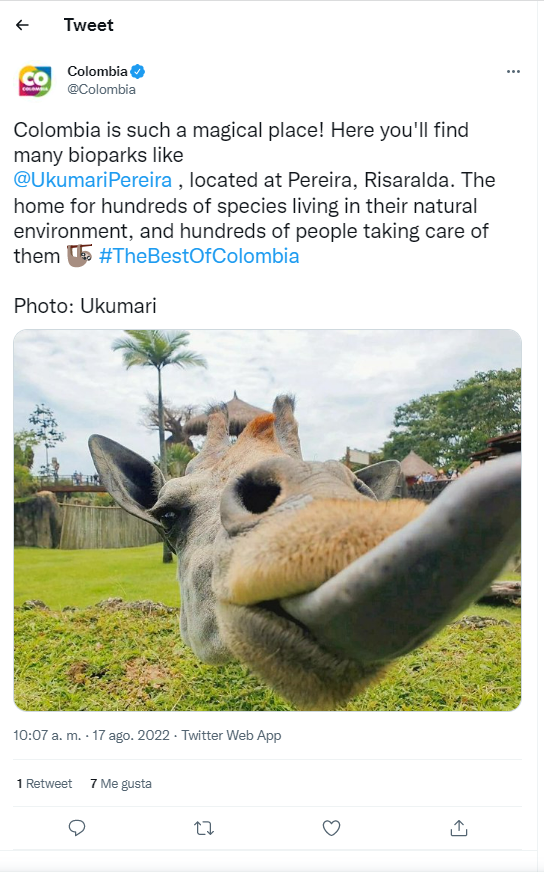 Tweet
CO
COLOMBIA
Colombia
@Colombia
Colombia is such a magical place! Here you'll find
many bioparks like
@UkumariPereira , located at Pereira, Risaralda. The
home for hundreds of species living in their natural
environment, and hundreds of people taking care of
them 🦥 #TheBestOfColombia
Photo: Ukumari
10:07 a. m. · 17 ago. 2022 · Twitter Web App
1 Retweet 7 Me gusta